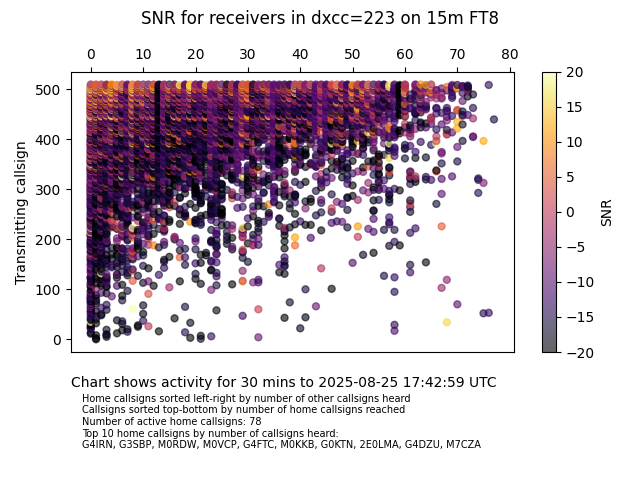 SNR for receivers in dxcc=223 on 15m FT8
0 10 20 30 40 50 60 70 80
500
400
300
200
100
0
Transmitting callsign
20
15
10
5
0
−5
−10
−15
−20
SNR
Chart shows activity for 30 mins to 2025-08-25 17:42:59 UTC
Home callsigns sorted left-right by number of other callsigns heard
Callsigns sorted top-bottom by number of home callsigns reached
Number of active home callsigns: 78
Top 10 home callsigns by number of callsigns heard:
G4IRN, G3SBP, M0RDW, M0VCP, G4FTC, M0KKB, G0KTN, 2E0LMA, G4DZU, M7CZA